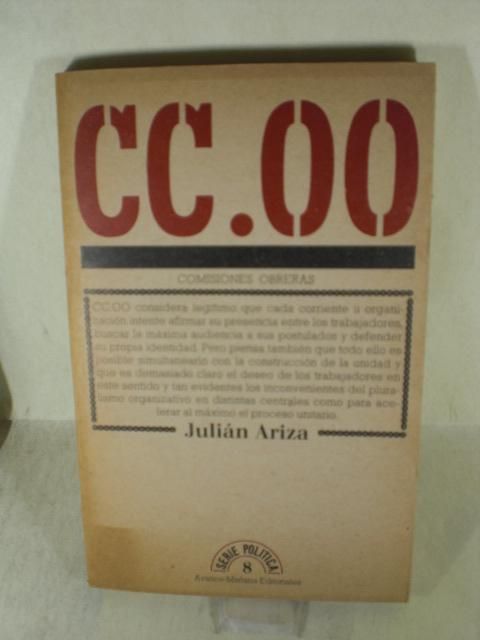 CC.OO
COMISIONES OBRERAS
CC.OO considera legítimo que cada corriente u organi-
zación intente afirmar su presencia entre los trabajadores,
buscar la máxima audiencia a sus postulados y defender
su propia identidad. Pero piensa también que todo ello es
posible simultanearlo con la construcción de la unidad y
que es demasiado claro el deseo de los trabajadores en
este sentido y tan evidentes los inconvenientes del plura-
lismo organizativo en distintas centrales como para ace-
lerar al máximo el proceso unitario.
Julián Ariza
SERIE POLITICA
8
Avance-Mañana Editoriales